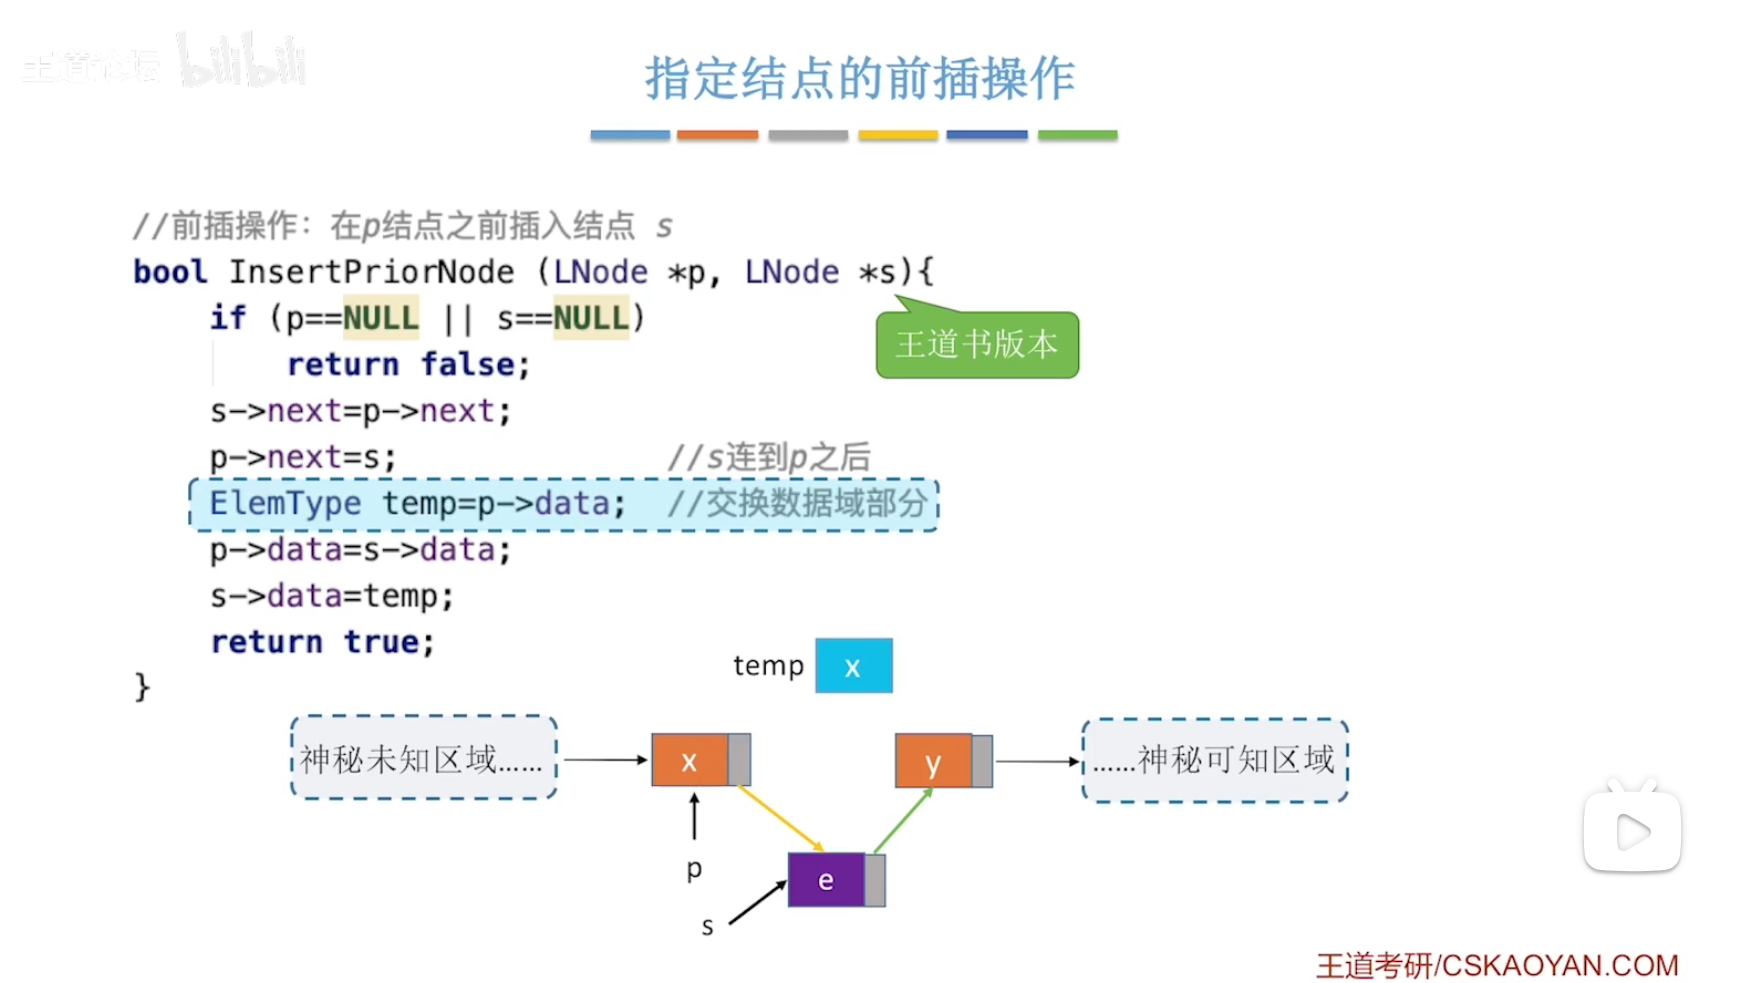 王道论坛 bilibili
指定结点的前插操作
//前插操作：在p结点之前插入结点 s
bool InsertPriorNode (LNode *p, LNode *s){
if (p==NULL || s==NULL)
王道书版本
return false;
s->next=p->next;
p->next=s; //s连到p之后
ElemType temp=p->data; //交换数据域部分
p->data=s->data;
s->data=temp;
return true;
temp x
}
神秘未知区域…… x y ……神秘可知区域
p
e
s
王道考研/CSKAOYAN.COM